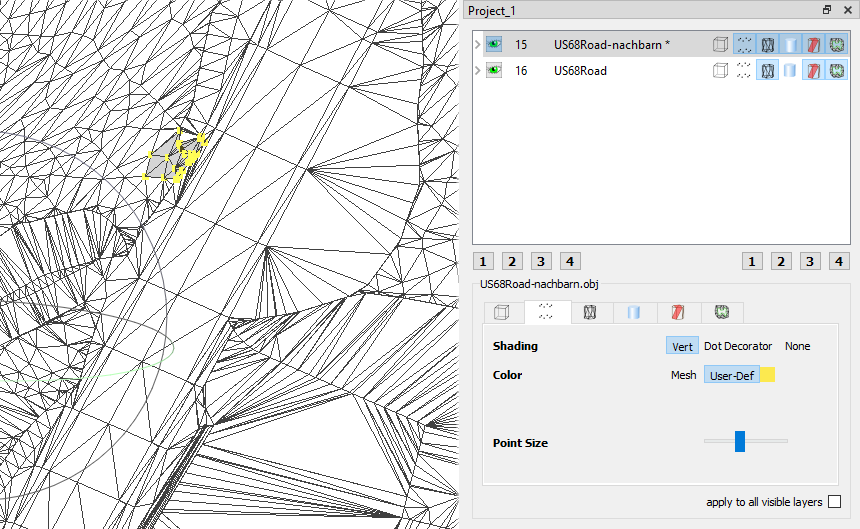 Project_1
15 US68Road-nachbarn *
16 US68Road
1 2 3 4 1 2 3 4
US68Road-nachbarn.obj
Shading Vert Dot Decorator None
Color Mesh User-Def
Point Size
apply to all visible layers